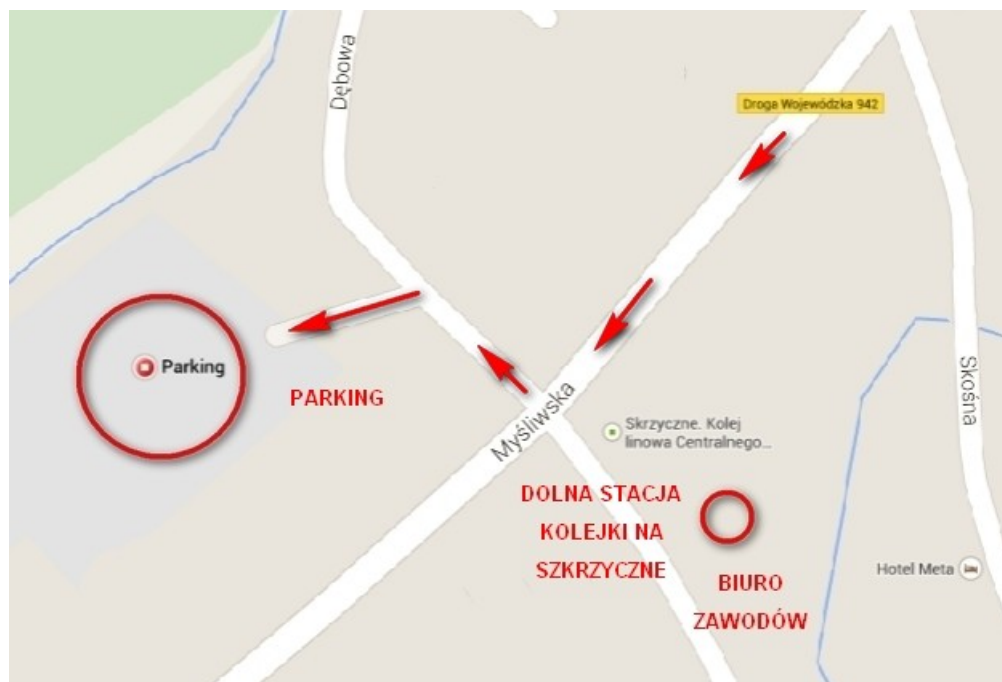 Dębowa
Droga Wojewódzka 942
Parking
PARKING
Myśliwska
Skrzyczne. Kolej
linowa Centralnego...
Skośna
DOLNA STACJA
KOLEJKI NA
SZKRZYCZNE
BIURO
ZAWODÓW
Hotel Meta